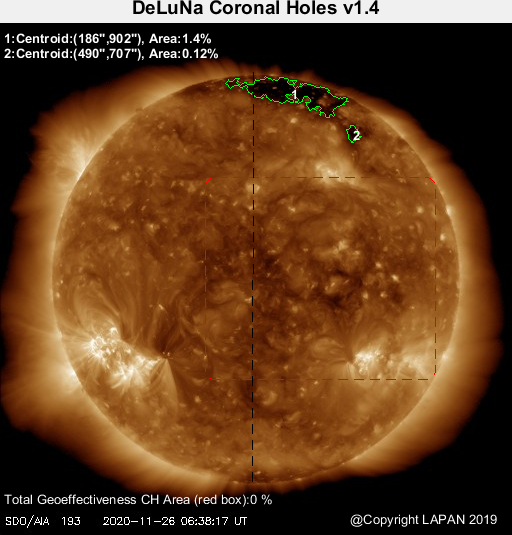 DeLuNa Coronal Holes v1.4
1:Centroid:(186",902"), Area:1.4%
2:Centroid:(490",707"), Area:0.12%
1
2
Total Geoeffectiveness CH Area (red box):0 %
SDO/AIA 193 2020-11-26 06:38:17 UT
@Copyright LAPAN 2019